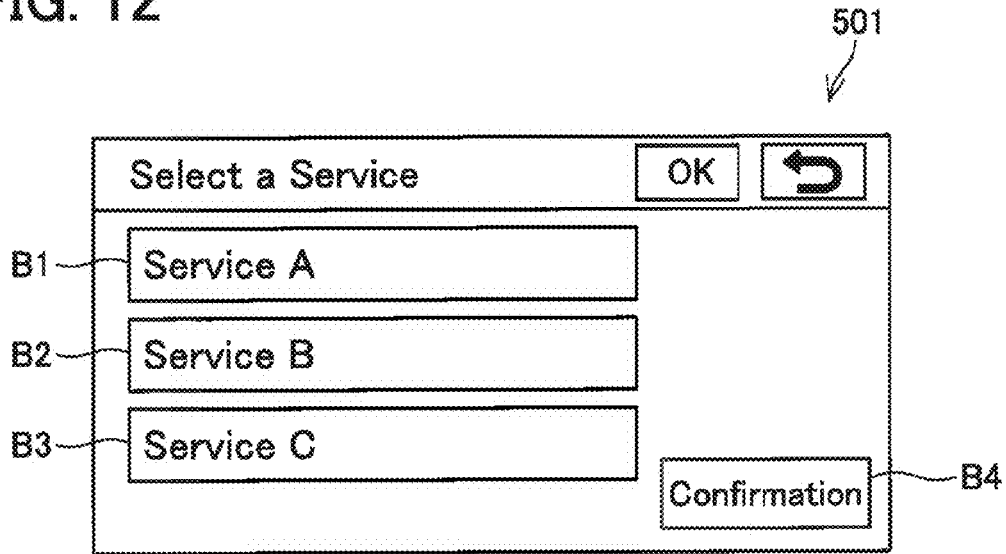 FIG. 12
501
Select a Service OK
B1 Service A
B2 Service B
B3 Service C
Confirmation B4